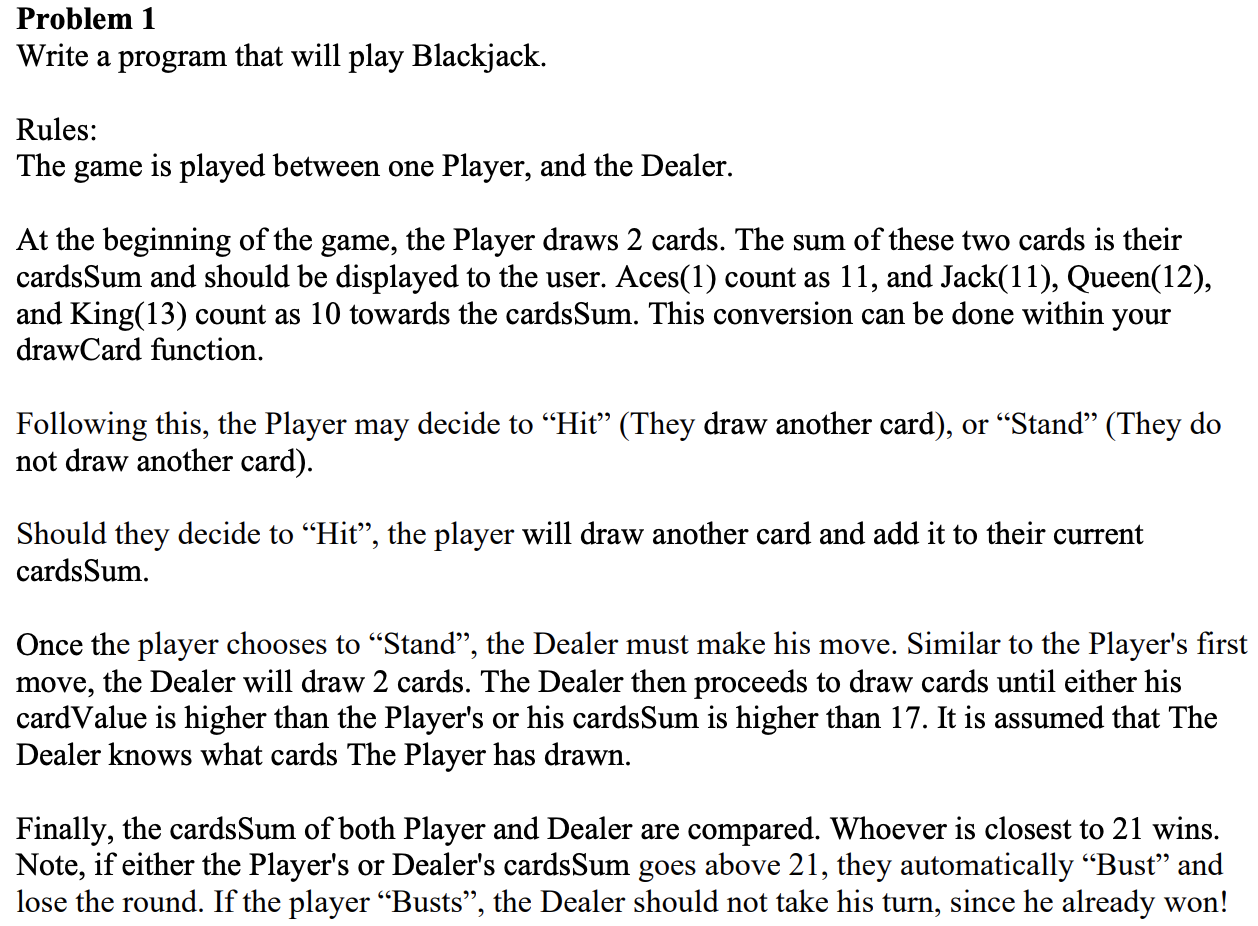 Problem 1
Write a program that will play Blackjack.
Rules:
The game is played between one Player, and the Dealer.
At the beginning of the game, the Player draws 2 cards. The sum of these two cards is their
cardsSum and should be displayed to the user. Aces(1) count as 11, and Jack(11), Queen(12),
and King(13) count as 10 towards the cardsSum. This conversion can be done within your
drawCard function.
Following this, the Player may decide to “Hit” (They draw another card), or “Stand” (They do
not draw another card).
Should they decide to “Hit”, the player will draw another card and add it to their current
cardsSum.
Once the player chooses to “Stand”, the Dealer must make his move. Similar to the Player's first
move, the Dealer will draw 2 cards. The Dealer then proceeds to draw cards until either his
cardValue is higher than the Player's or his cardsSum is higher than 17. It is assumed that The
Dealer knows what cards The Player has drawn.
Finally, the cardsSum of both Player and Dealer are compared. Whoever is closest to 21 wins.
Note, if either the Player's or Dealer's cardsSum goes above 21, they automatically “Bust” and
lose the round. If the player “Busts”, the Dealer should not take his turn, since he already won!